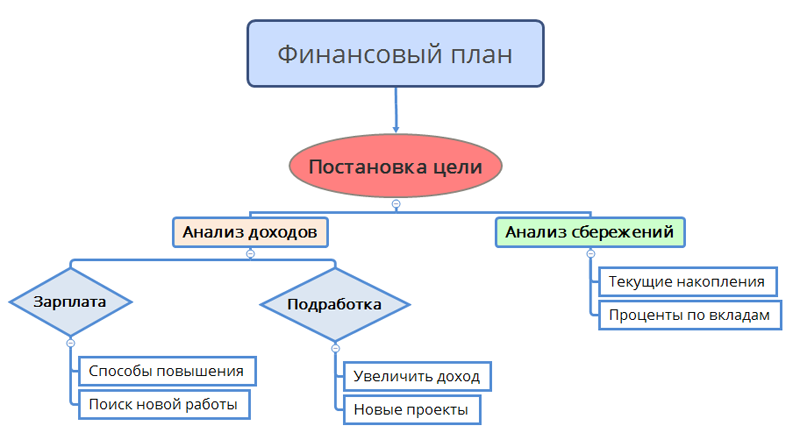 Финансовый план
Постановка цели
Анализ доходов
Анализ сбережений
Зарплата
Подработка
Текущие накопления
Проценты по вкладам
Способы повышения
Поиск новой работы
Увеличить доход
Новые проекты